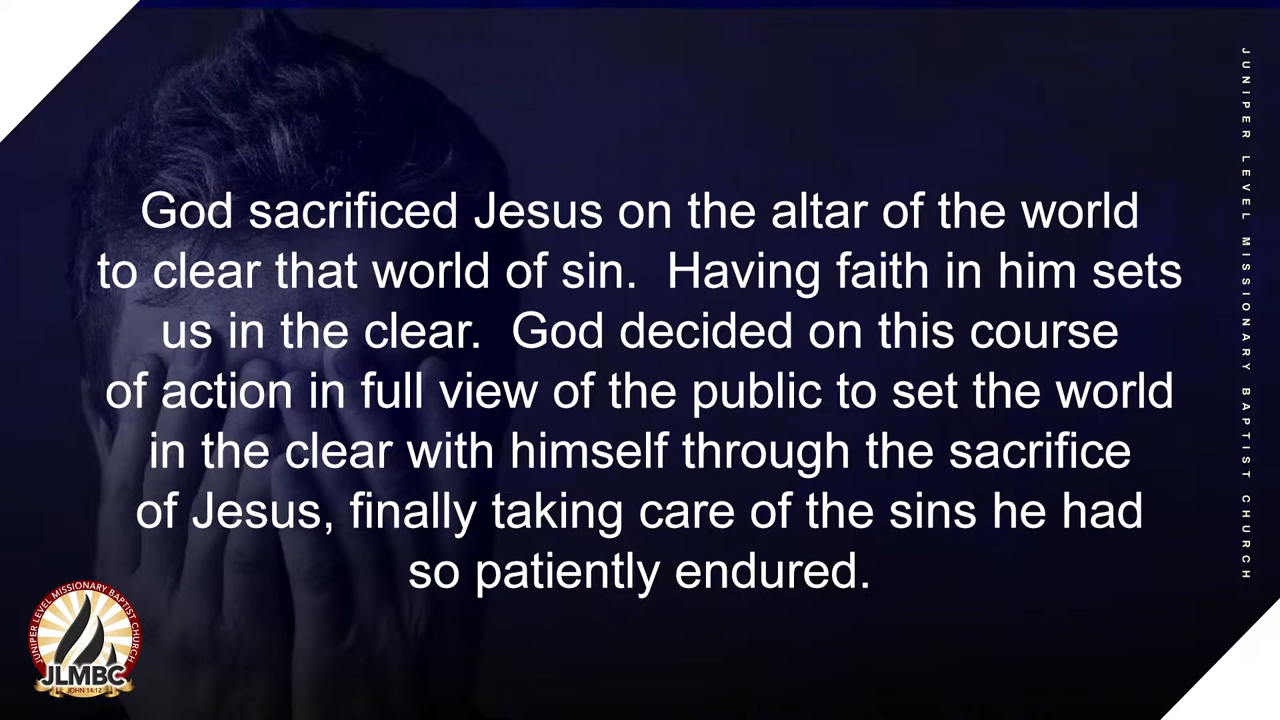 God sacrificed Jesus on the altar of the world
to clear that world of sin.  Having faith in him sets
us in the clear.  God decided on this course
of action in full view of the public to set the world
in the clear with himself through the sacrifice
of Jesus, finally taking care of the sins he had
so patiently endured.
JUNIPER LEVEL MISSIONARY BAPTIST CHURCH
JUNIPER LEVEL MISSIONARY BAPTIST CHURCH
JLMBC
JOHN 14:12